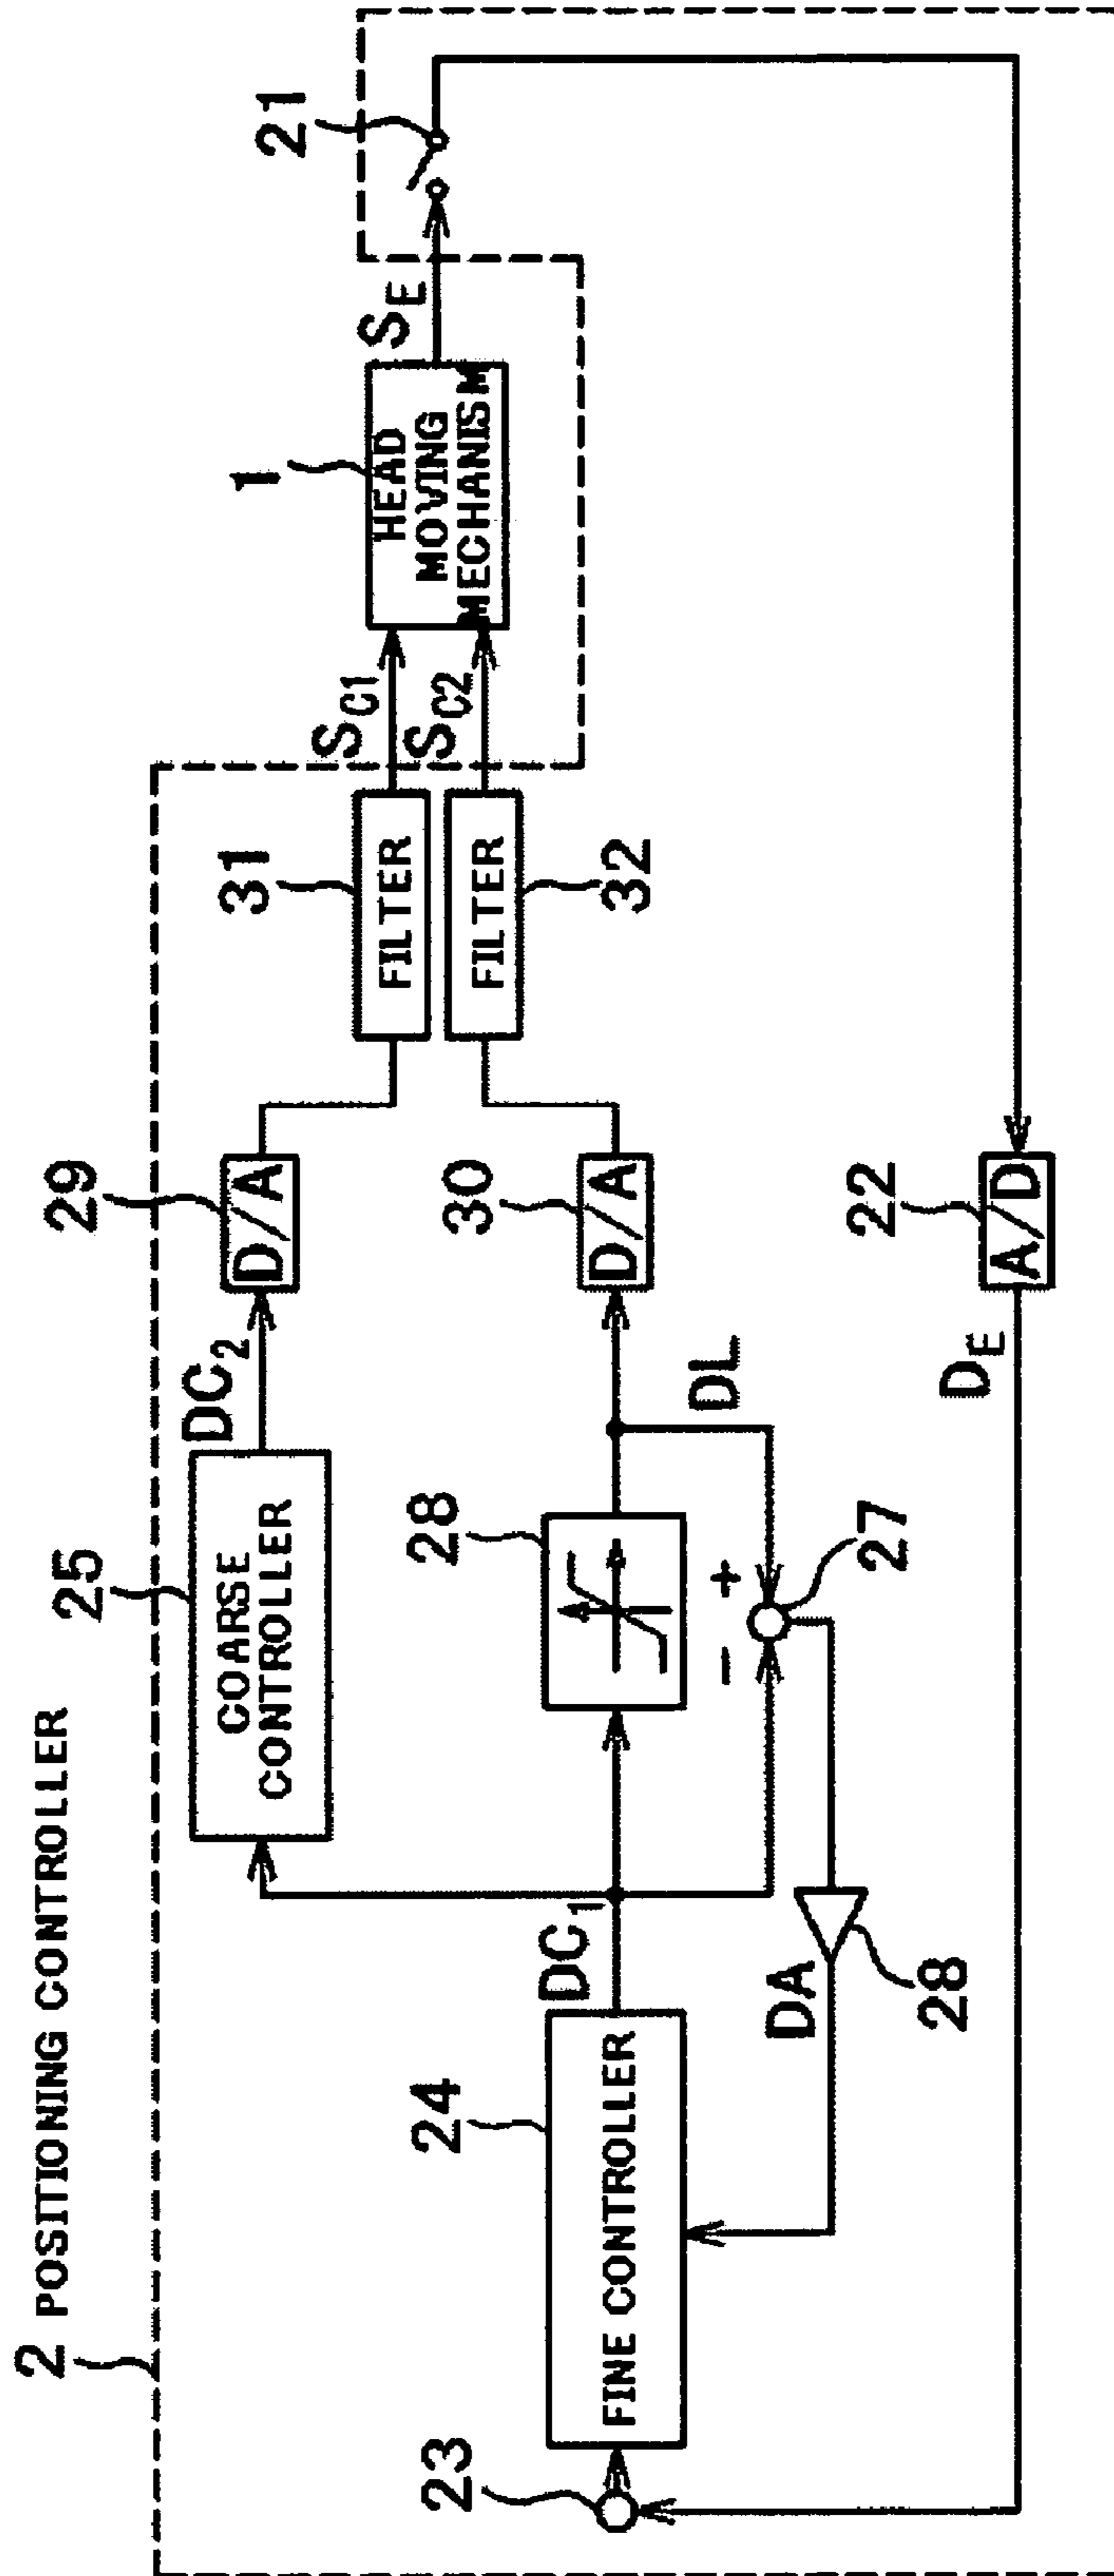 2 POSITIONING CONTROLLER
25
COARSE
CONTROLLER
DC2
29
D/A
31
FILTER
SC1
1
HEAD
MOVING
MECHANISM
SE
21
SC2
FILTER
32
23
24
FINE CONTROLLER
DC1
28
DL
30
D/A
- +
27
DA
28
DE
22
A/D